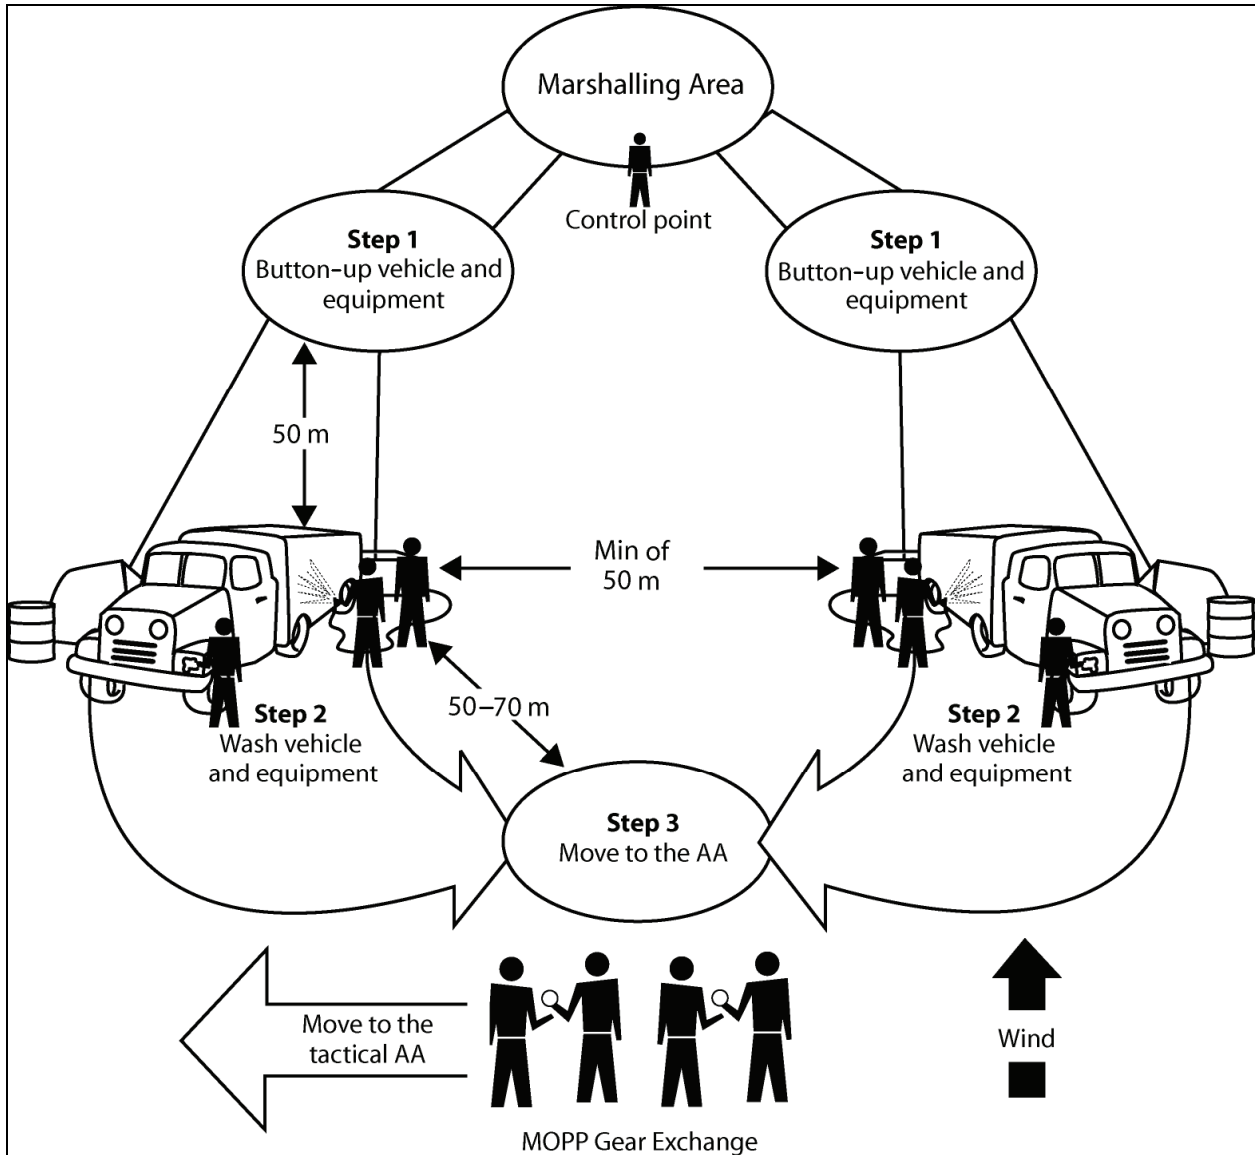 Marshalling Area
Control point
Step 1
Button-up vehicle and
equipment
Step 1
Button-up vehicle and
equipment
50 m
Min of
50 m
50–70 m
Step 2
Wash vehicle
and equipment
Step 2
Wash vehicle
and equipment
Step 3
Move to the AA
Move to the
tactical AA
Wind
MOPP Gear Exchange